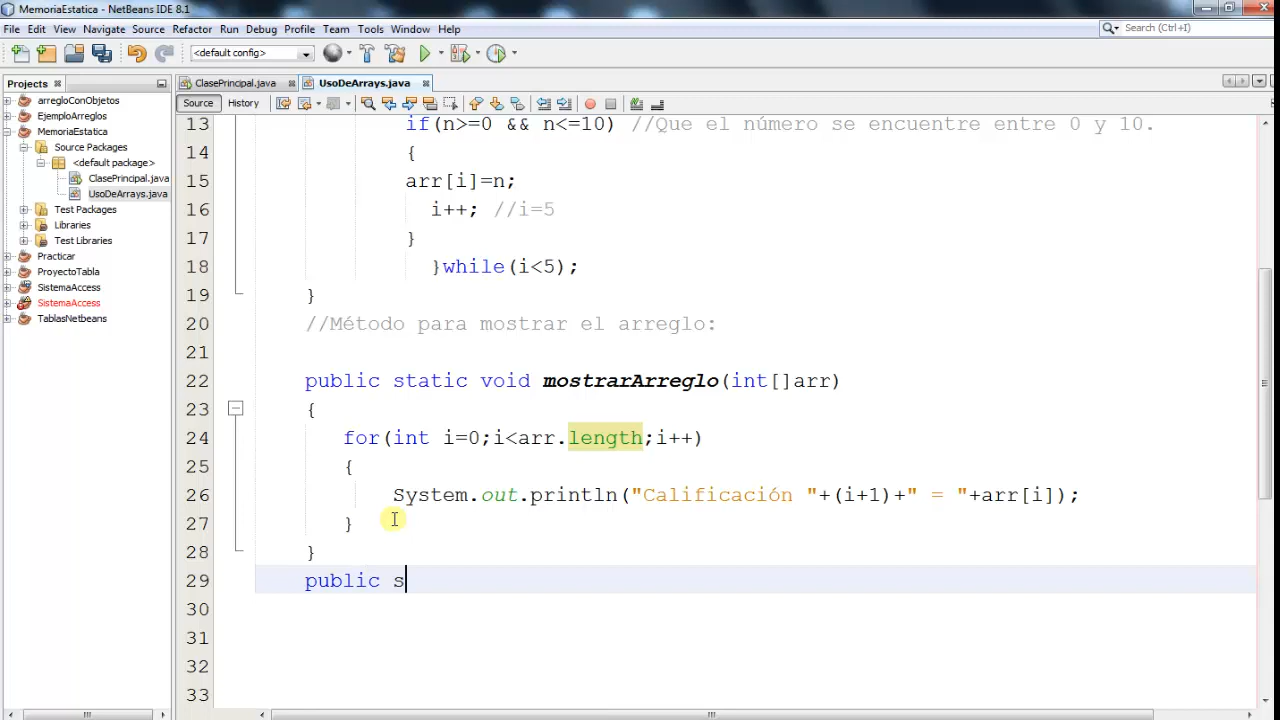 MemoriaEstatica - NetBeans IDE 8.1
File Edit View Navigate Source Refactor Run Debug Profile Team Tools Window Help
Search (Ctrl+I)
<default config>
Projects
ClasePrincipal.java
UsoDeArrays.java
Source
History
arregloConObjetos
EjemploArreglos
MemoriaEstatica
Source Packages
<default package>
ClasePrincipal.java
UsoDeArrays.java
Test Packages
Libraries
Test Libraries
Practicar
ProyectoTabla
SistemaAccess
SistemaAccess
TablasNetbeans
13 if(n>=0 && n<=10) //Que el número se encuentre entre 0 y 10.
14 {
15 arr[i]=n;
16 i++; //i=5
17 }
18 }while(i<5);
19 }
20 //Método para mostrar el arreglo:
21
22 public static void mostrarArreglo(int[]arr)
23 {
24 for(int i=0;i<arr.length;i++)
25 {
26 System.out.println("Calificación "+(i+1)+" = "+arr[i]);
27 }
28 }
29 public s
30
31
32
33